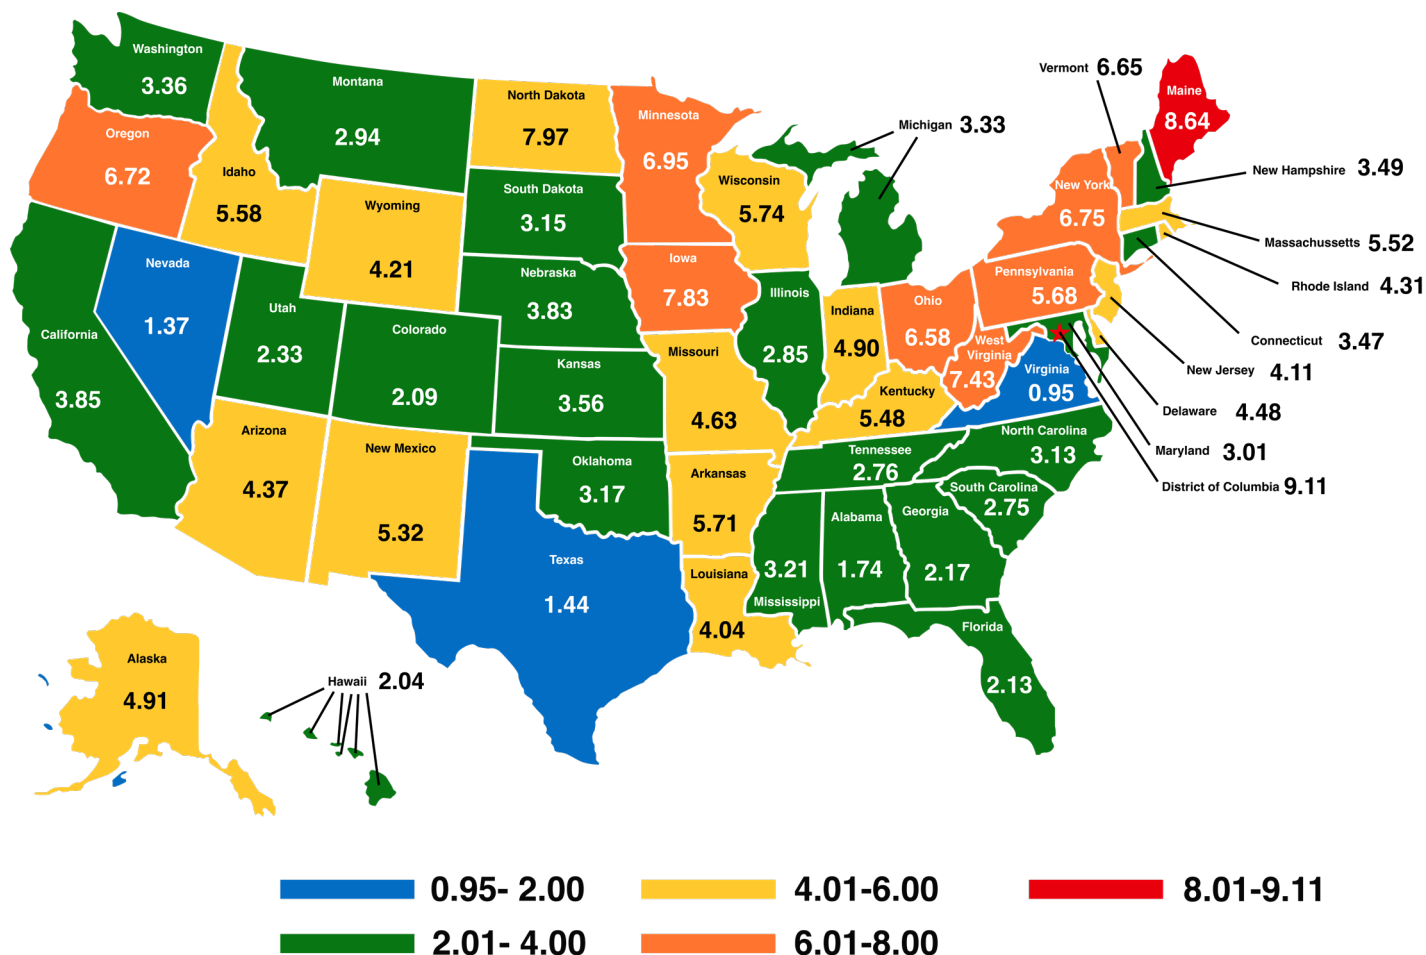 Washington
3.36
Oregon
6.72
California
3.85
Nevada
1.37
Idaho
5.58
Montana
2.94
Wyoming
4.21
Utah
2.33
Colorado
2.09
Arizona
4.37
New Mexico
5.32
North Dakota
7.97
South Dakota
3.15
Nebraska
3.83
Kansas
3.56
Oklahoma
3.17
Texas
1.44
Minnesota
6.95
Iowa
7.83
Missouri
4.63
Arkansas
5.71
Louisiana
4.04
Wisconsin
5.74
Illinois
2.85
Michigan 3.33
Indiana
4.90
Ohio
6.58
Kentucky
5.48
Tennessee
2.76
3.21
Mississippi
Alabama
1.74
Georgia
2.17
Florida
2.13
South Carolina
2.75
North Carolina
3.13
Virginia
0.95
West
Virginia
7.43
Pennsylvania
5.68
New York
6.75
Vermont 6.65
Maine
8.64
New Hampshire 3.49
Massachussetts 5.52
Rhode Island 4.31
Connecticut 3.47
New Jersey 4.11
Delaware 4.48
Maryland 3.01
District of Columbia 9.11
Alaska
4.91
Hawaii 2.04
0.95- 2.00
2.01- 4.00
4.01-6.00
6.01-8.00
8.01-9.11